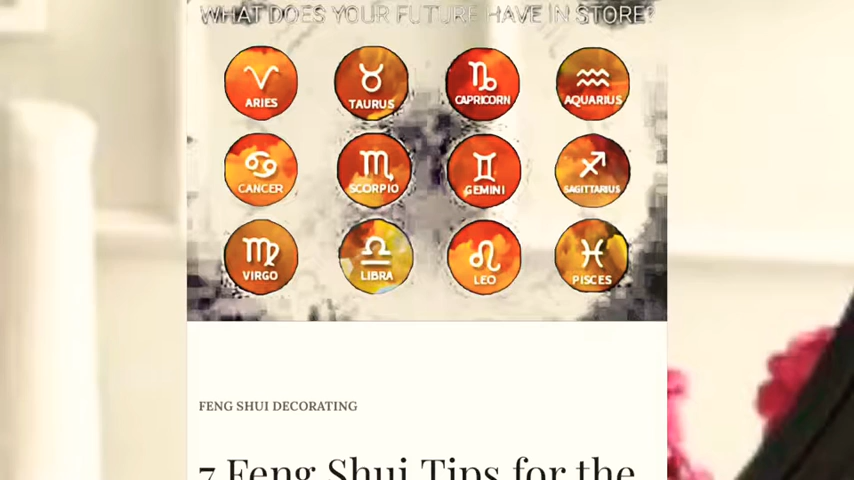 WHAT DOES YOUR FUTURE HAVE IN STORE?
ARIES
TAURUS
CAPRICORN
AQUARIUS
CANCER
SCORPIO
GEMINI
SAGITTARIUS
VIRGO
LIBRA
LEO
PISCES
FENG SHUI DECORATING
7 Feng Shui Tips for the